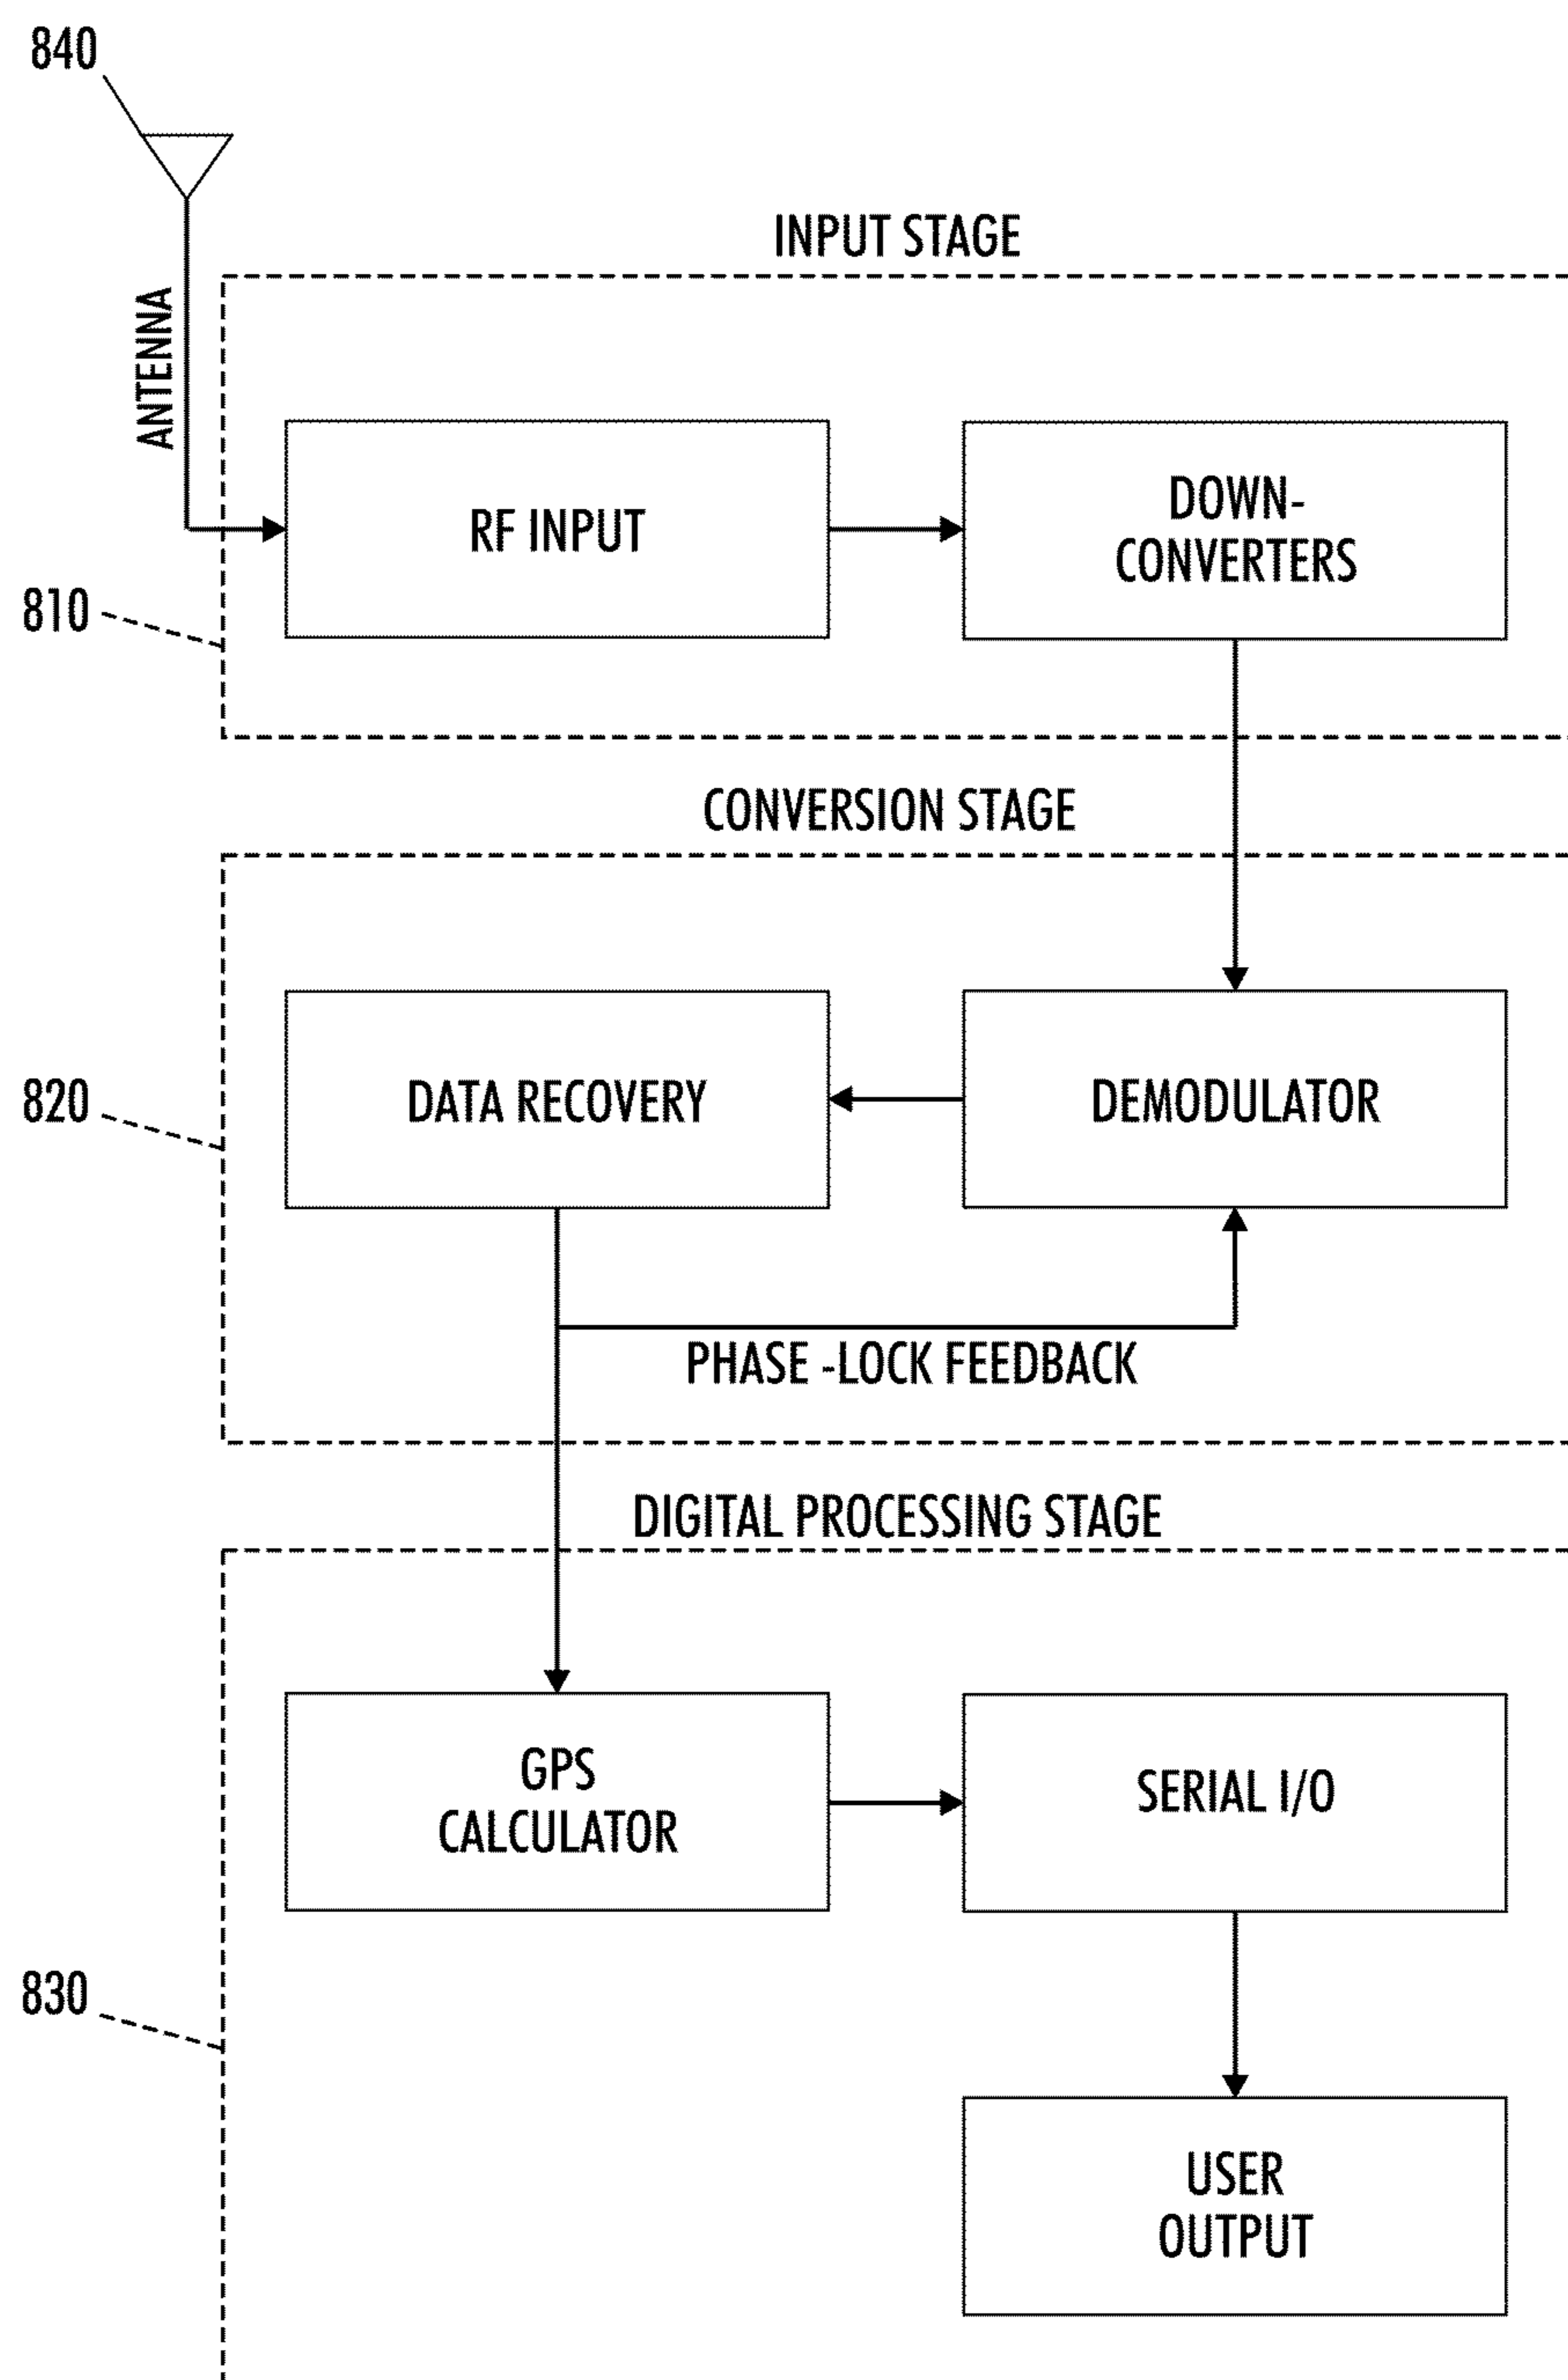 840
INPUT STAGE
ANTENNA
RF INPUT
DOWN-
CONVERTERS
810
CONVERSION STAGE
DATA RECOVERY
DEMODULATOR
820
PHASE -LOCK FEEDBACK
DIGITAL PROCESSING STAGE
GPS
CALCULATOR
SERIAL I/O
830
USER
OUTPUT